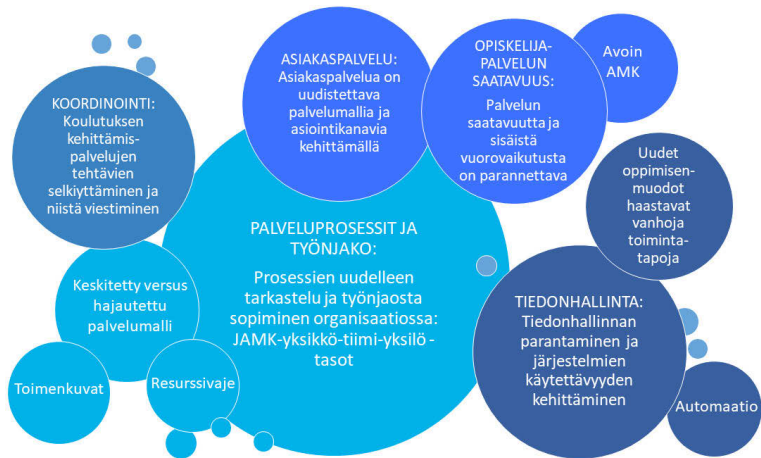 KOORDINOINTI:
Koulutuksen
kehittämis-
palvelujen
tehtävien
selkiyttäminen ja
niistä viestiminen
ASIAKASPALVELU:
Asiakaspalvelua on
uudistettava
palvelumallia ja
asiointikanavia
kehittämällä
OPISKELIJA-
PALVELUN
SAATAVUUS:
Palvelun
saatavuutta ja
sisäistä
vuorovaikutusta
on parannettava
Avoin
AMK
Uudet
oppimisen-
muodot
haastavat
vanhoja
toiminta-
tapoja
PALVELUPROSESSIT JA
TYÖNJAKO:
Prosessien uudelleen
tarkastelu ja työnjaosta
sopiminen organisaatiossa:
JAMK-yksikkö-tiimi-yksilö -
tasot
Keskitetty versus
hajautettu
palvelumalli
Toimenkuvat
Resurssivaje
TIEDONHALLINTA:
Tiedonhallinnan
parantaminen ja
järjestelmien
käytettävyyden
kehittäminen
Automaatio